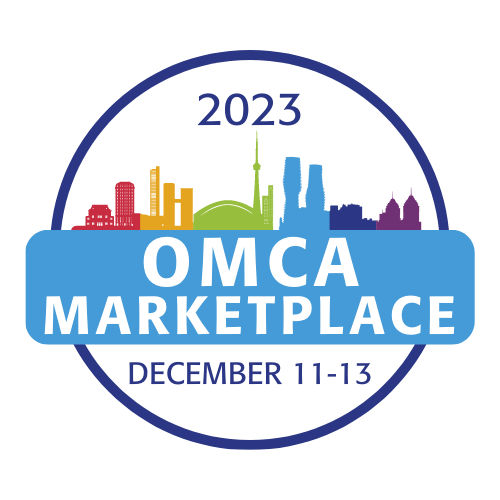 2023
OMCA
MARKETPLACE
DECEMBER 11-13